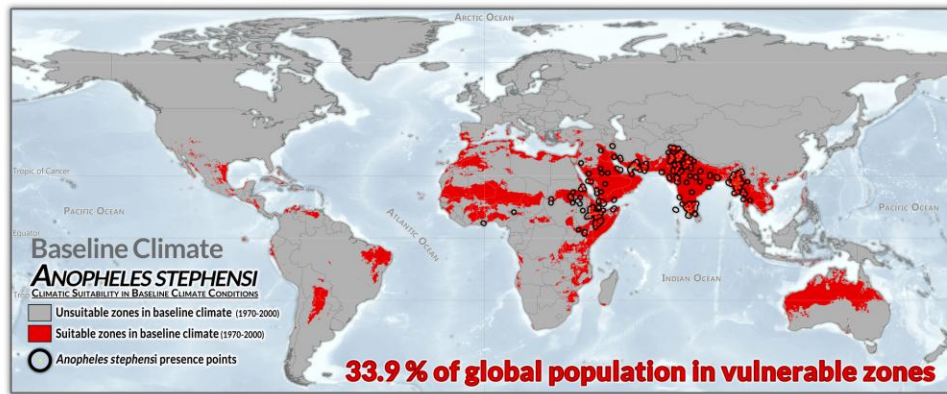 ARCTIC OCEAN
Tropic of Cancer
PACIFIC OCEAN
PACIFIC OCEAN
ATLANTIC OCEAN
Equator
INDIAN OCEAN
Baseline Climate
ANOPHELES STEPHENSI
CLIMATIC SUITABILITY IN BASELINE CLIMATE CONDITIONS
Unsuitable zones in baseline climate (1970-2000)
Suitable zones in baseline climate (1970-2000)
Anopheles stephensi presence points
33.9 % of global population in vulnerable zones